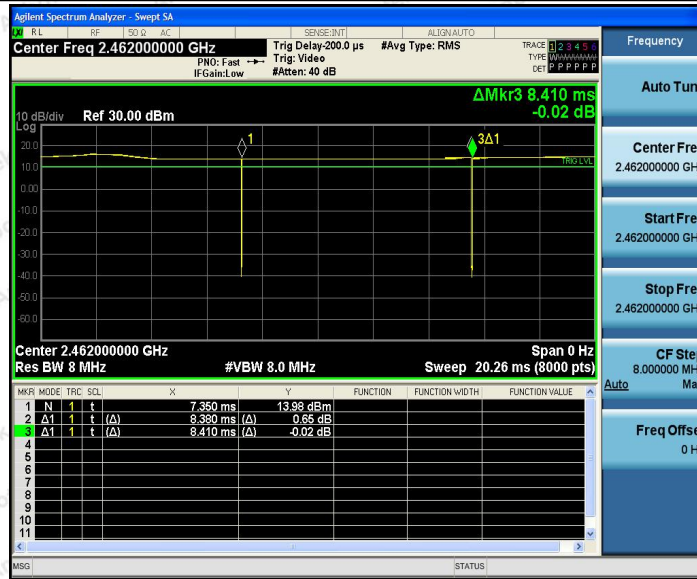 Agilent Spectrum Analyzer - Swept SA
LXI RL RF 50 Ω AC SENSE:INT ALIGN AUTO
Center Freq 2.462000000 GHz
PNO: Fast
IFGain:Low
Trig Delay-200.0 µs
Trig: Video
#Atten: 40 dB
#Avg Type: RMS
TRACE 1 2 3 4 5 6
TYPE WWWWWW
DET P P P P P P
ΔMkr3 8.410 ms
-0.02 dB
10 dB/div Ref 30.00 dBm
Log
20.0
10.0
0.00
-10.0
-20.0
-30.0
-40.0
-50.0
-60.0
1
3Δ1
TRIG LVL
Center 2.462000000 GHz Span 0 Hz
Res BW 8 MHz #VBW 8.0 MHz Sweep 20.26 ms (8000 pts)
MKR MODE TRC SCL X Y FUNCTION FUNCTION WIDTH FUNCTION VALUE
1 N 1 t 7.350 ms 13.98 dBm
2 Δ1 1 t (Δ) 8.380 ms (Δ) 0.65 dB
3 Δ1 1 t (Δ) 8.410 ms (Δ) -0.02 dB
4
5
6
7
8
9
10
11
MSG STATUS
Frequency
Auto Tun
Center Fre
2.462000000 GH
Start Fre
2.462000000 GH
Stop Fre
2.462000000 GH
CF Ste
8.000000 MH
Auto Ma
Freq Offse
0 H